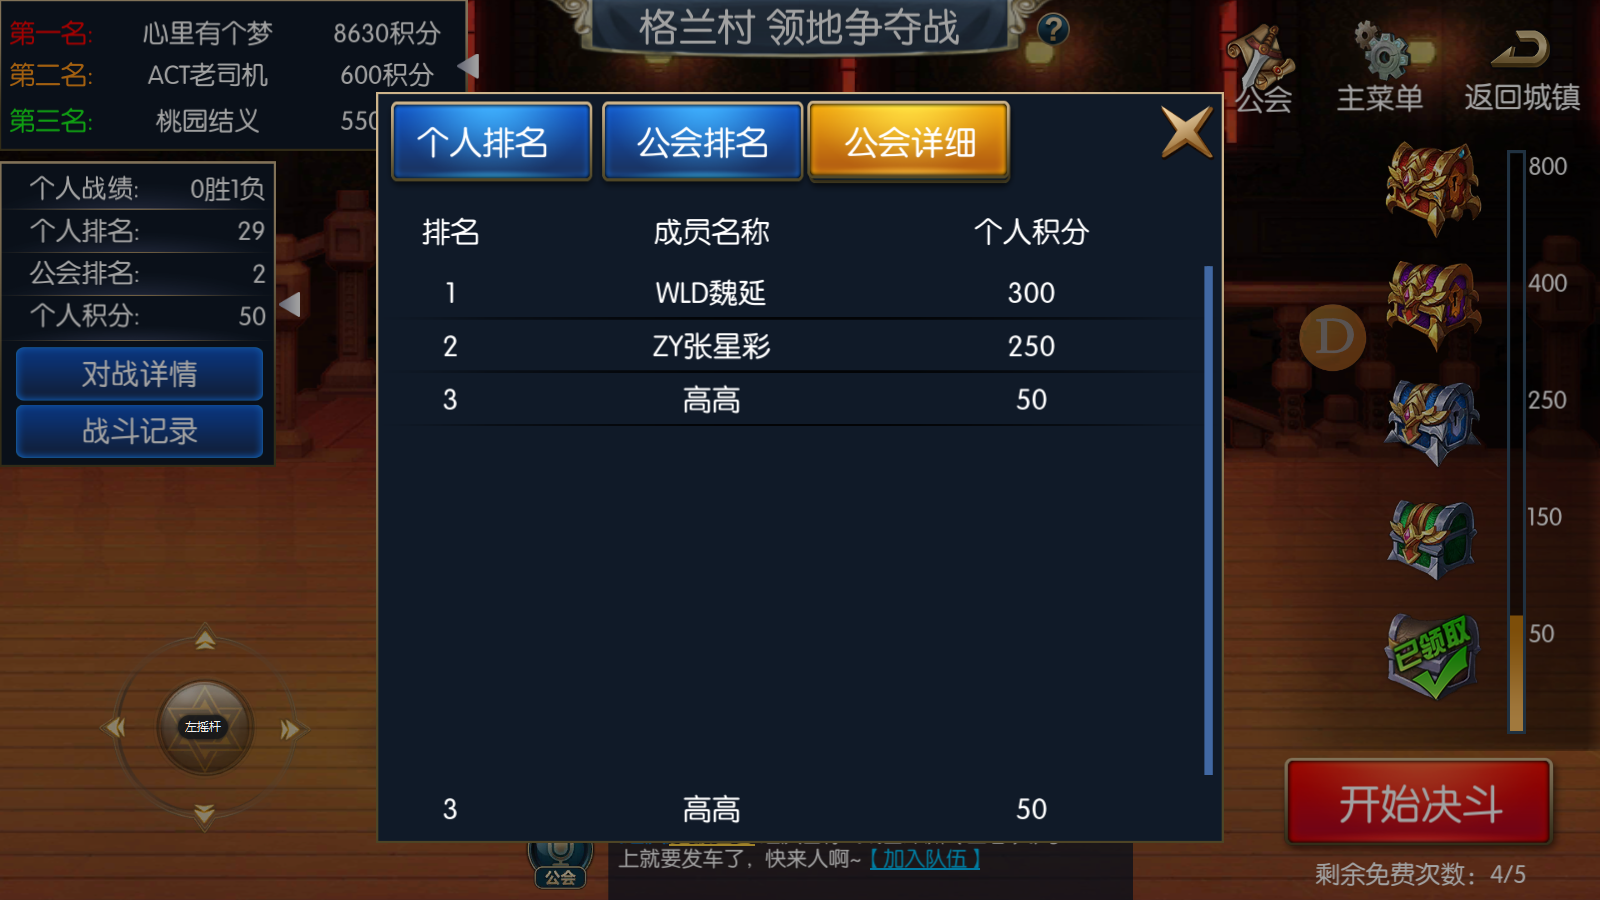 第一名: 心里有个梦 8630积分
第二名: ACT老司机 600积分
第三名: 桃园结义 550
格兰村 领地争夺战
?
公会
主菜单
返回城镇
个人战绩: 0胜1负
个人排名: 29
公会排名: 2
个人积分: 50
对战详情
战斗记录
个人排名
公会排名
公会详细
排名 成员名称 个人积分
1 WLD魏延 300
2 ZY张星彩 250
3 高高 50
3 高高 50
D
800
400
250
150
50
已领取
左摇杆
公会
上就要发车了，快来人啊~【加入队伍】
开始决斗
剩余免费次数：4/5